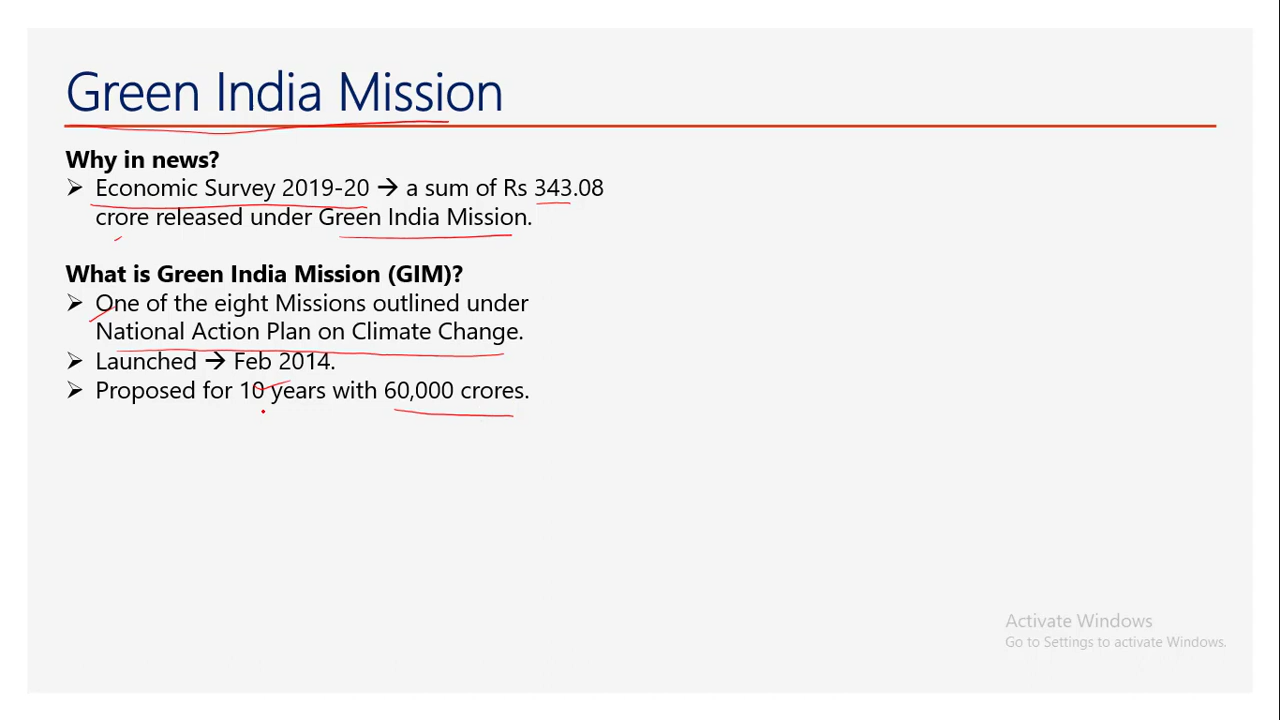 Green India Mission
Why in news?
➢ Economic Survey 2019-20 → a sum of Rs 343.08
crore released under Green India Mission.
What is Green India Mission (GIM)?
➢ One of the eight Missions outlined under
National Action Plan on Climate Change.
➢ Launched → Feb 2014.
➢ Proposed for 10 years with 60,000 crores.
Activate Windows
Go to Settings to activate Windows.